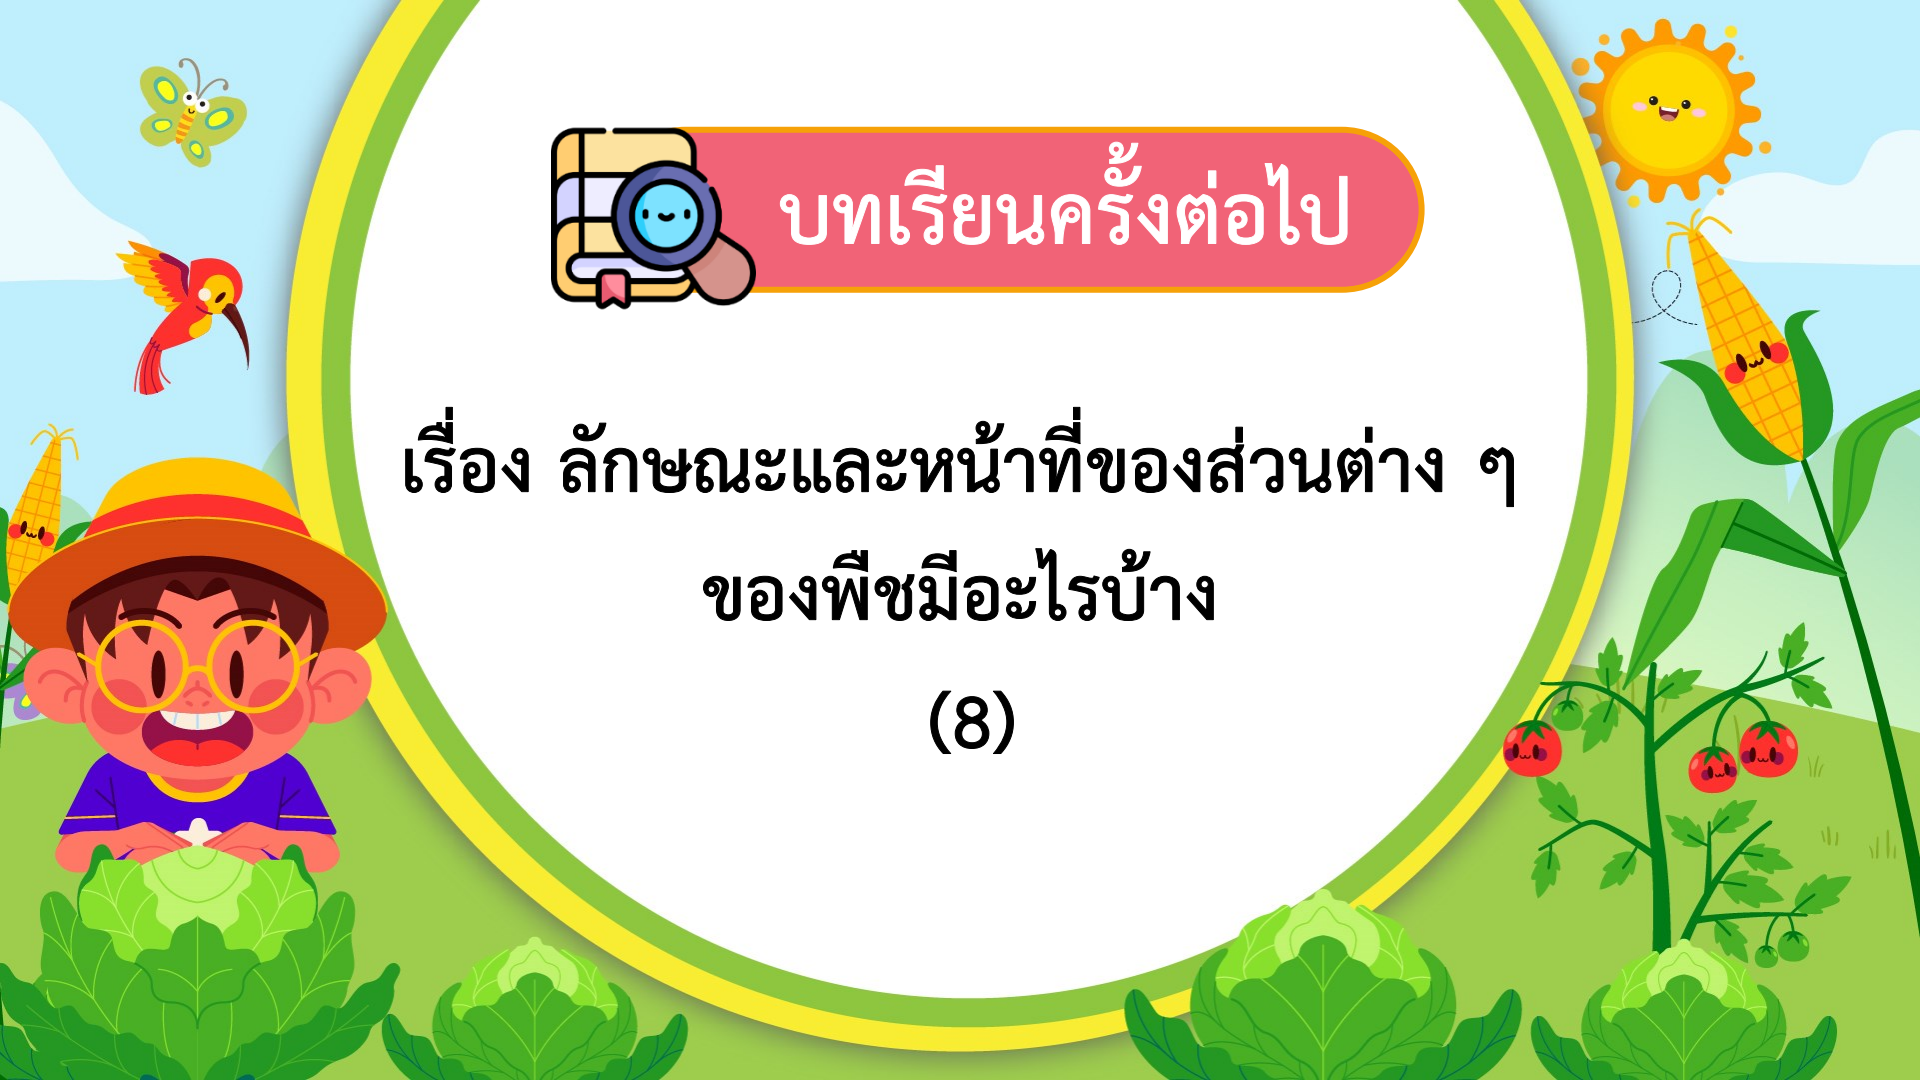 บทเรียนครั้งต่อไป
เรื่อง ลักษณะและหน้าที่ของส่วนต่าง ๆ
ของพืชมีอะไรบ้าง
(8)